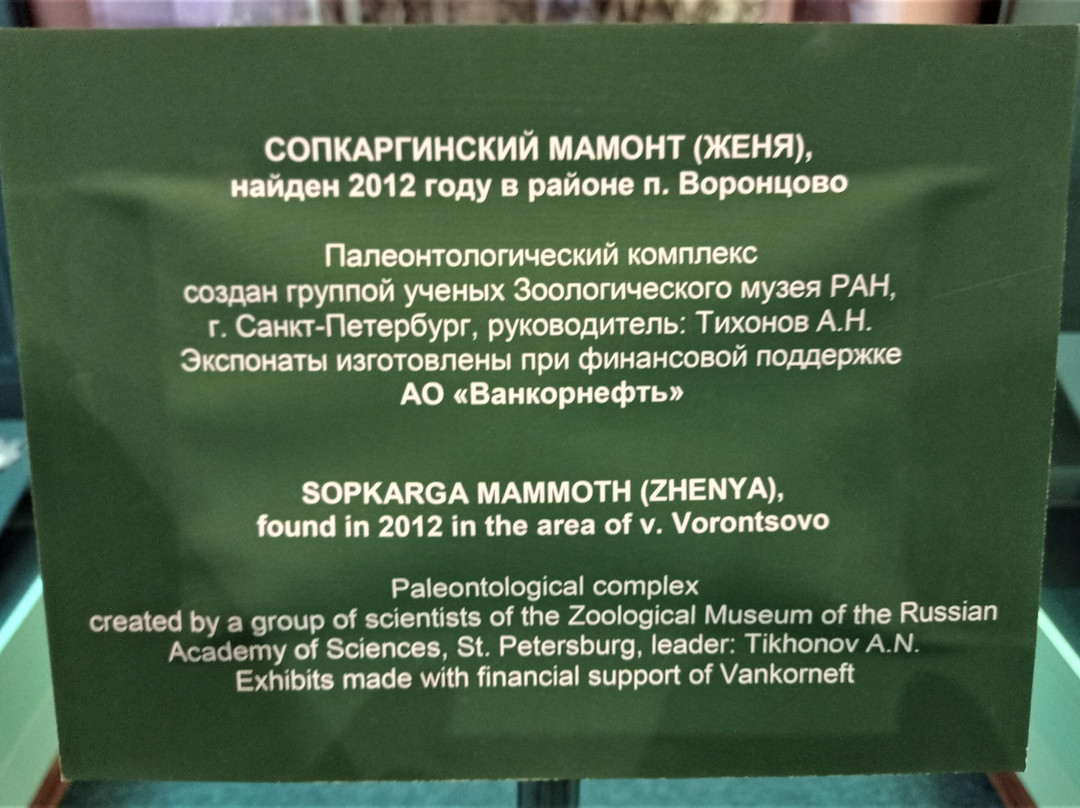 СОПКАРГИНСКИЙ МАМОНТ (ЖЕНЯ),
найден 2012 году в районе п. Воронцово
Палеонтологический комплекс
создан группой ученых Зоологического музея РАН,
г. Санкт-Петербург, руководитель: Тихонов А.Н.
Экспонаты изготовлены при финансовой поддержке
АО «Ванкорнефть»
SOPKARGA MAMMOTH (ZHENYA),
found in 2012 in the area of v. Vorontsovo
Paleontological complex
created by a group of scientists of the Zoological Museum of the Russian
Academy of Sciences, St. Petersburg, leader: Tikhonov A.N.
Exhibits made with financial support of Vankorneft